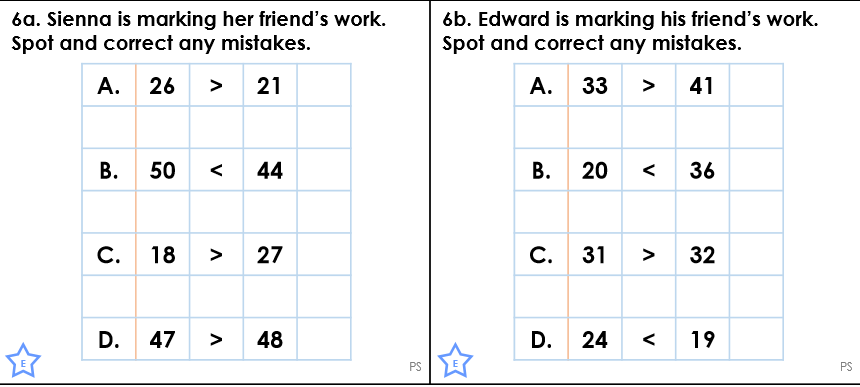 6a. Sienna is marking her friend’s work.
Spot and correct any mistakes.
A. 26 > 21
B. 50 < 44
C. 18 > 27
D. 47 > 48
E
PS
6b. Edward is marking his friend’s work.
Spot and correct any mistakes.
A. 33 > 41
B. 20 < 36
C. 31 > 32
D. 24 < 19
E
PS